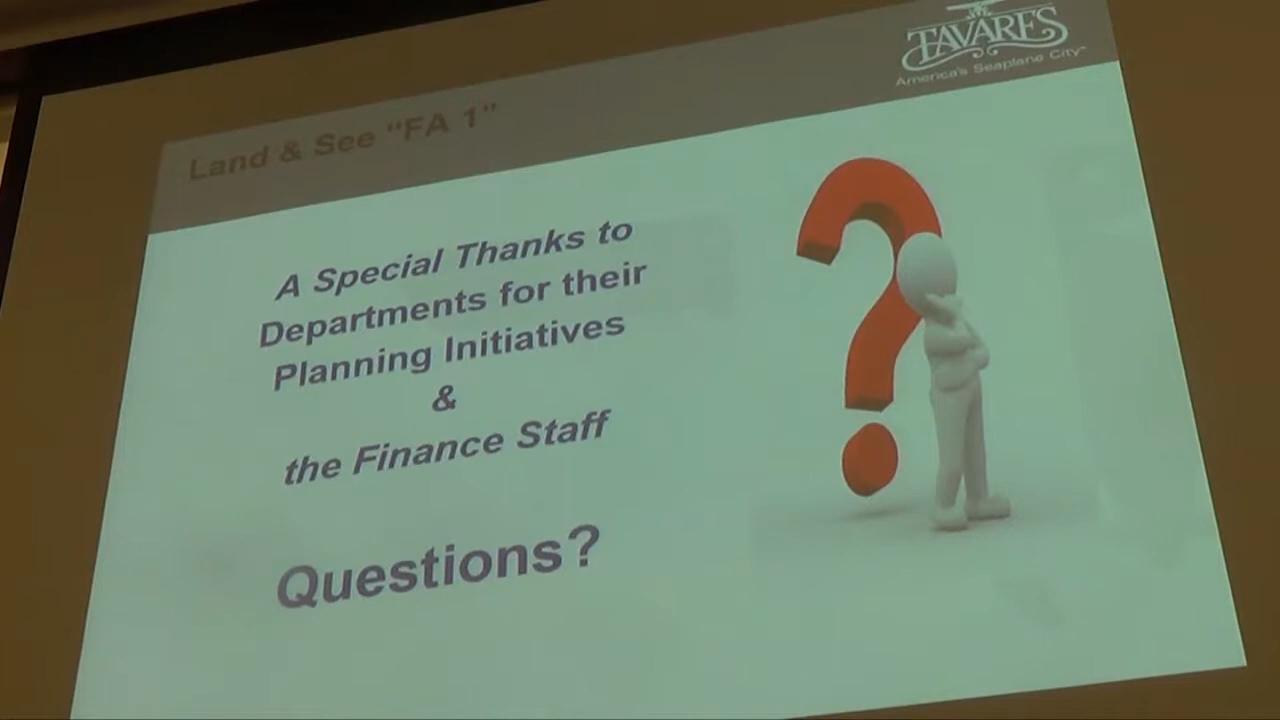 TAVARES
America's Seaplane City™
Land & See “FA 1”
A Special Thanks to
Departments for their
Planning Initiatives
&
the Finance Staff
Questions?